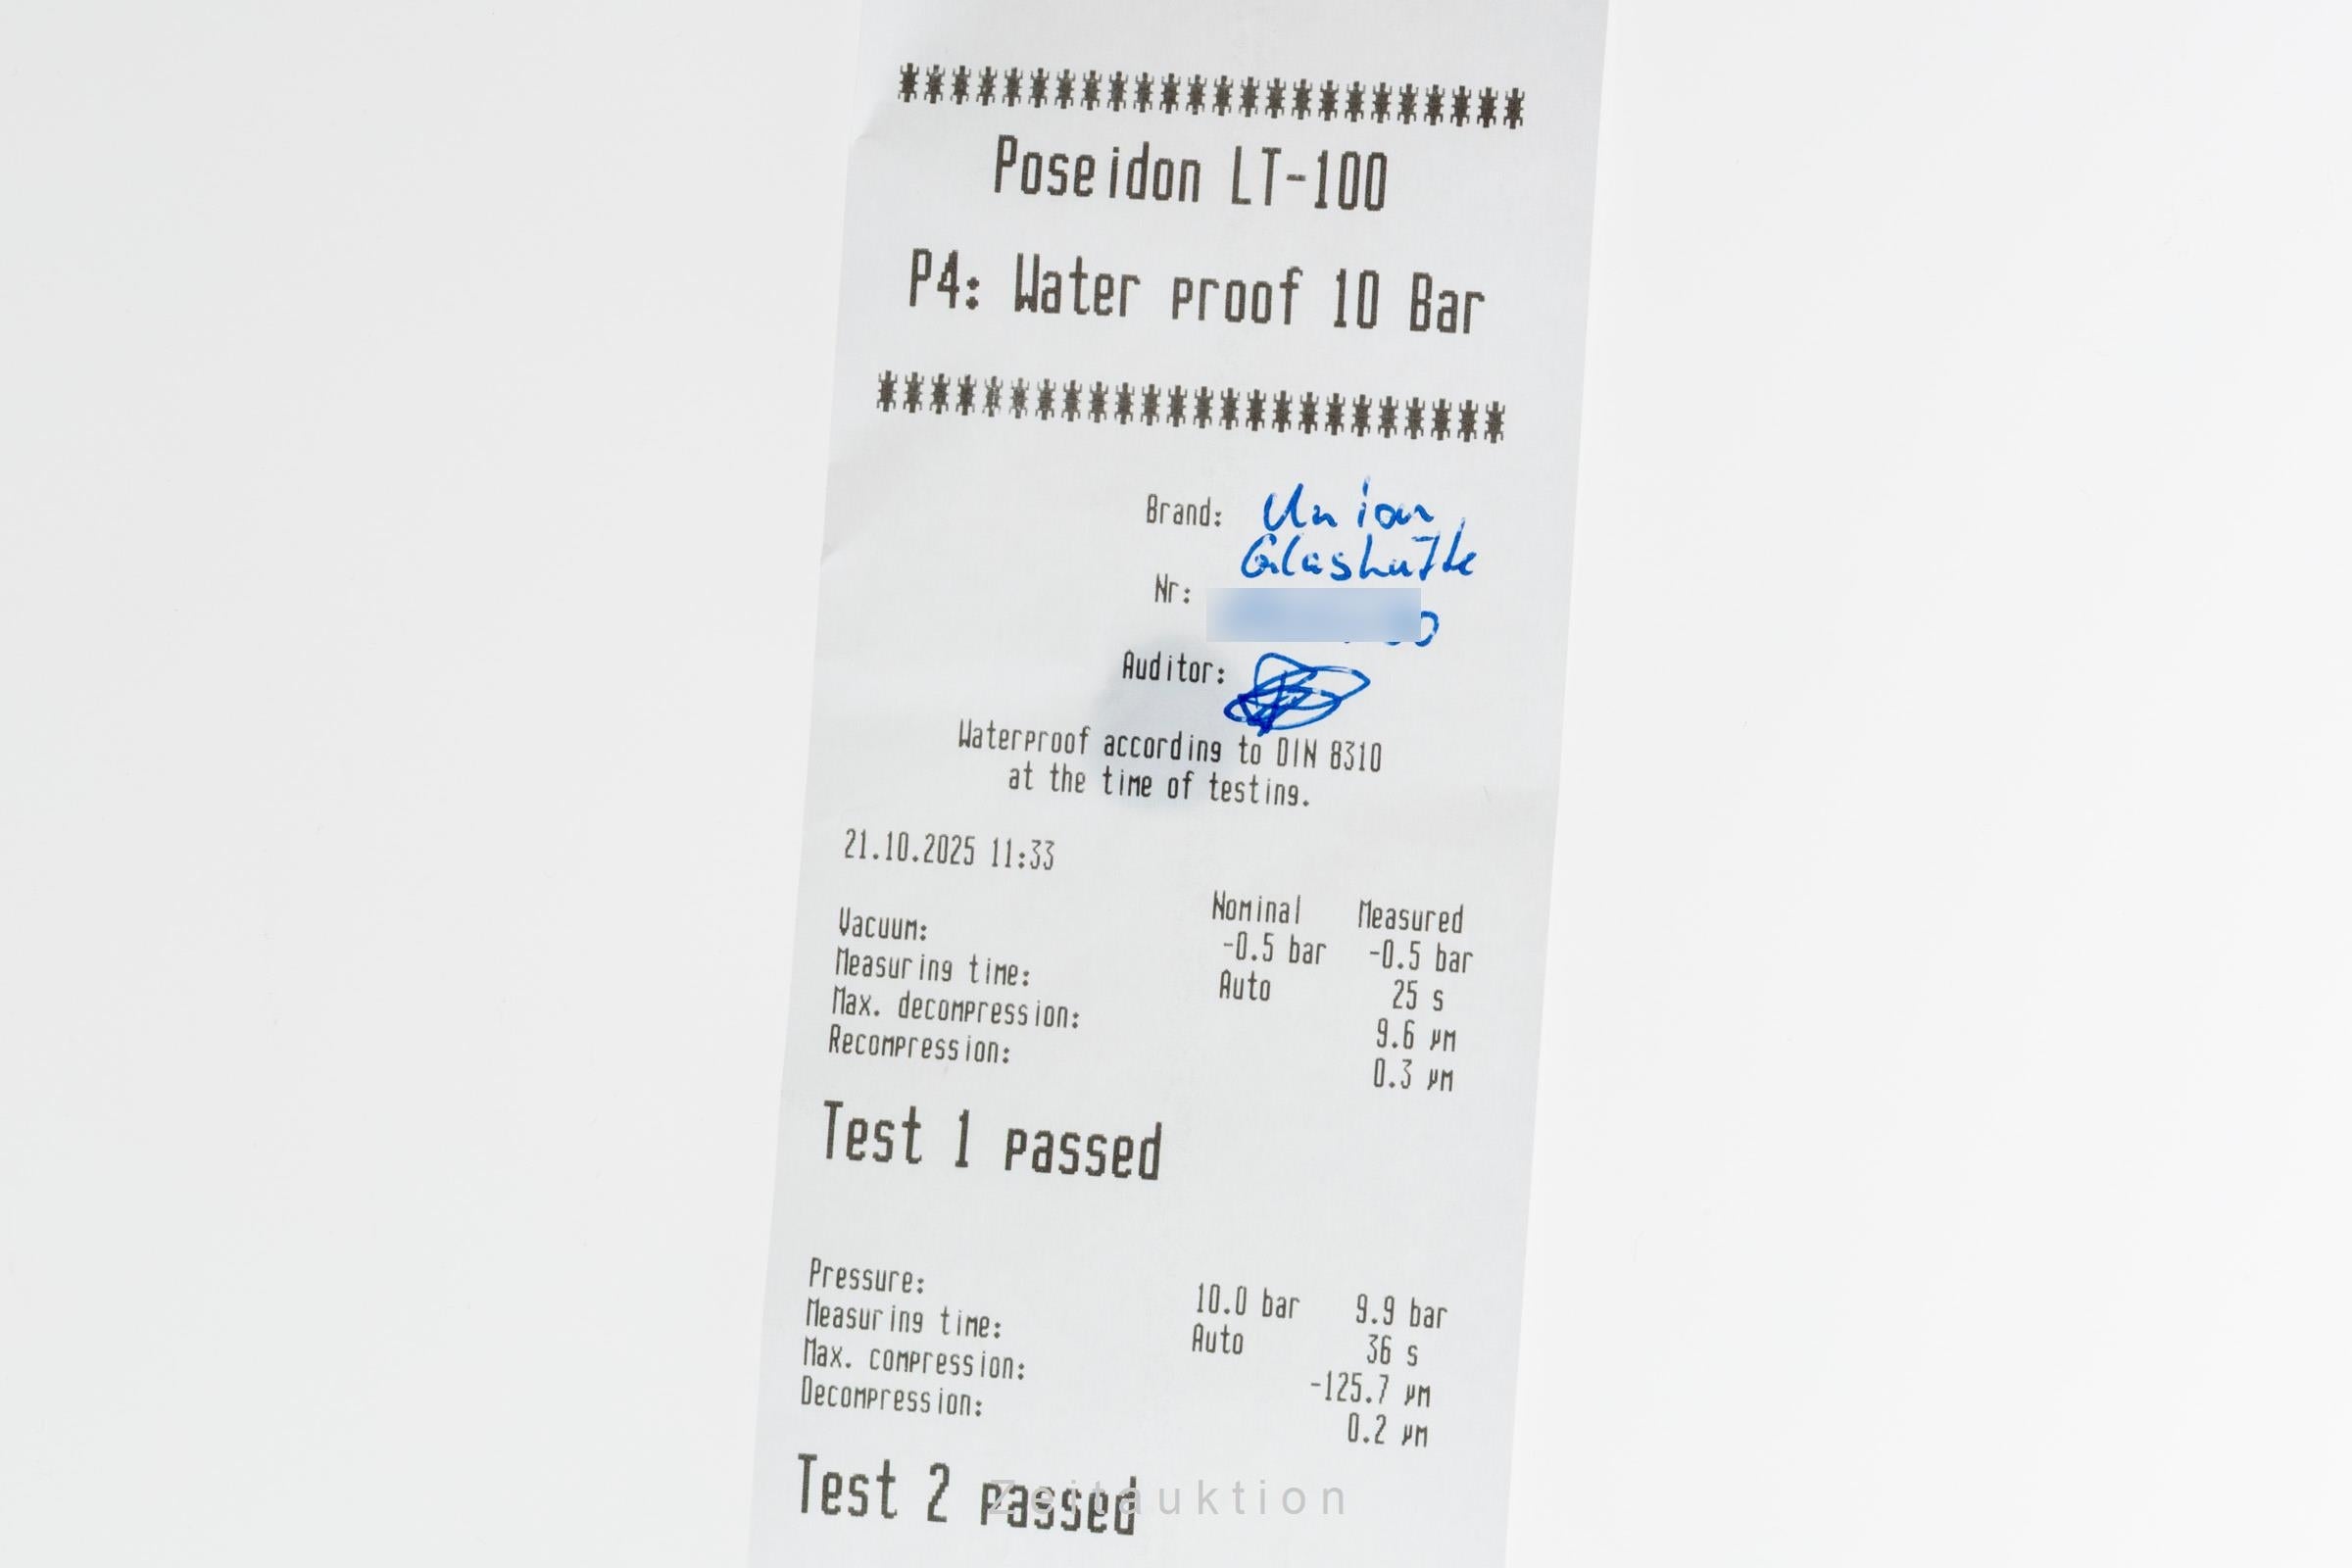 ************************
Poseidon LT-100
P4: Water proof 10 Bar
************************
Brand: Union
Glashutte
Nr:
Auditor:
Waterproof according to DIN 8310
at the time of testing.
21.10.2025 11:33
Nominal Measured
Vacuum: -0.5 bar -0.5 bar
Measuring time: Auto 25 s
Max. decompression: 9.6 µm
Recompression: 0.3 µm
Test 1 passed
Pressure: 10.0 bar 9.9 bar
Measuring time: Auto 36 s
Max. compression: -125.7 µm
Decompression: 0.2 µm
Test 2 passed
Zeitauktion